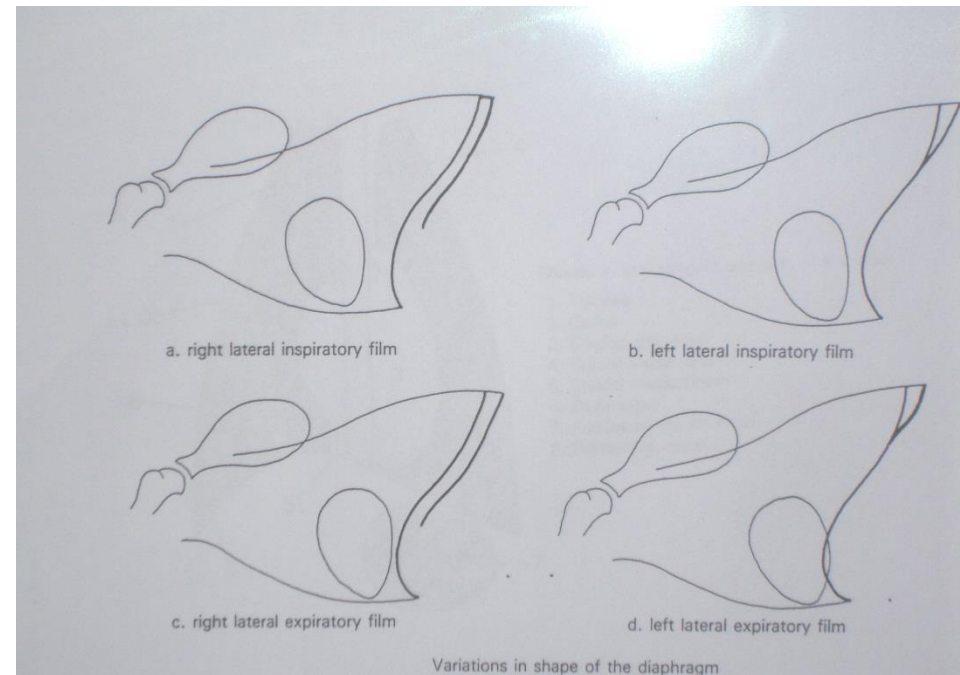 a. right lateral inspiratory film
b. left lateral inspiratory film
c. right lateral expiratory film
d. left lateral expiratory film
Variations in shape of the diaphragm